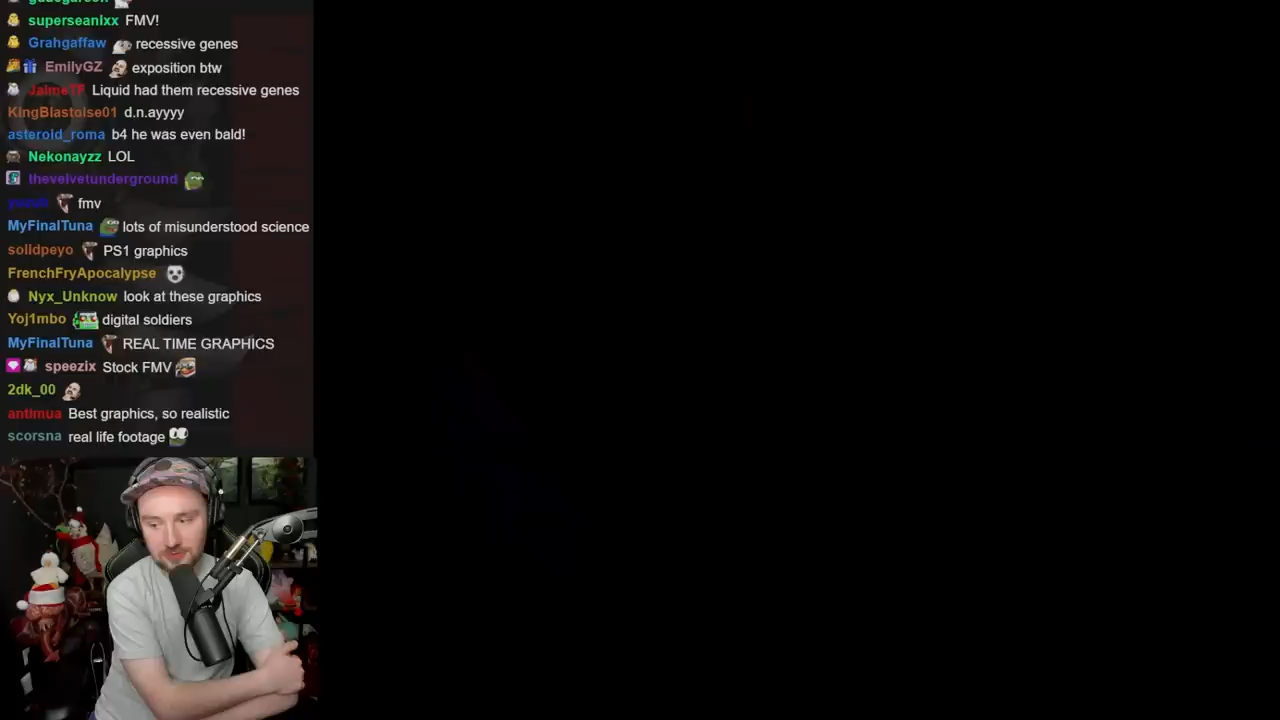 superseanixx FMV!
Grahgaffaw recessive genes
EmilyGZ exposition btw
JaimeTF Liquid had them recessive genes
KingBlastoise01 d.n.ayyyy
asteroid_roma b4 he was even bald!
Nekonayzz LOL
thevelvetunderground
fmv
MyFinalTuna lots of misunderstood science
solidpeyo PS1 graphics
FrenchFryApocalypse
Nyx_Unknow look at these graphics
Yoj1mbo digital soldiers
MyFinalTuna REAL TIME GRAPHICS
speezix Stock FMV
2dk_00
antimua Best graphics, so realistic
scorsna real life footage